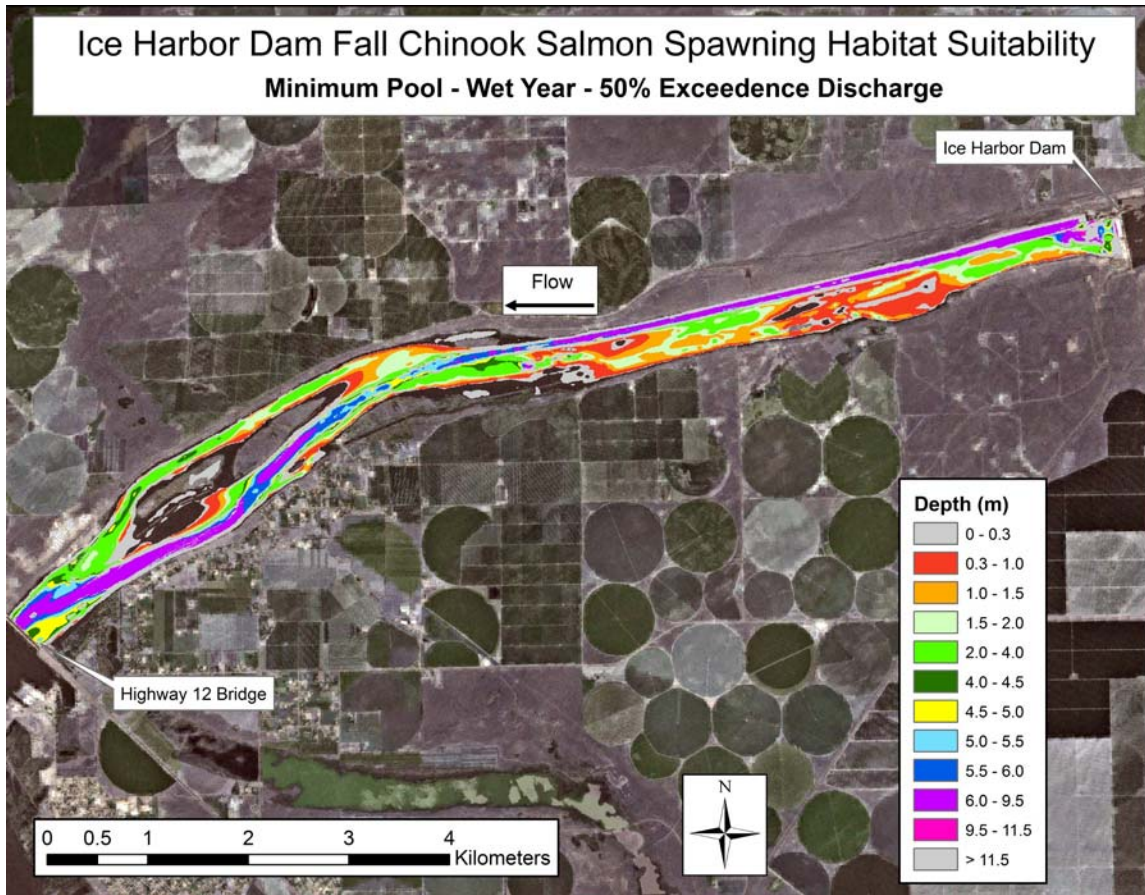 Ice Harbor Dam Fall Chinook Salmon Spawning Habitat Suitability
Minimum Pool - Wet Year - 50% Exceedence Discharge
Ice Harbor Dam
Flow
Highway 12 Bridge
Depth (m)
0 - 0.3
0.3 - 1.0
1.0 - 1.5
1.5 - 2.0
2.0 - 4.0
4.0 - 4.5
4.5 - 5.0
5.0 - 5.5
5.5 - 6.0
6.0 - 9.5
9.5 - 11.5
> 11.5
N
0 0.5 1 2 3 4
Kilometers